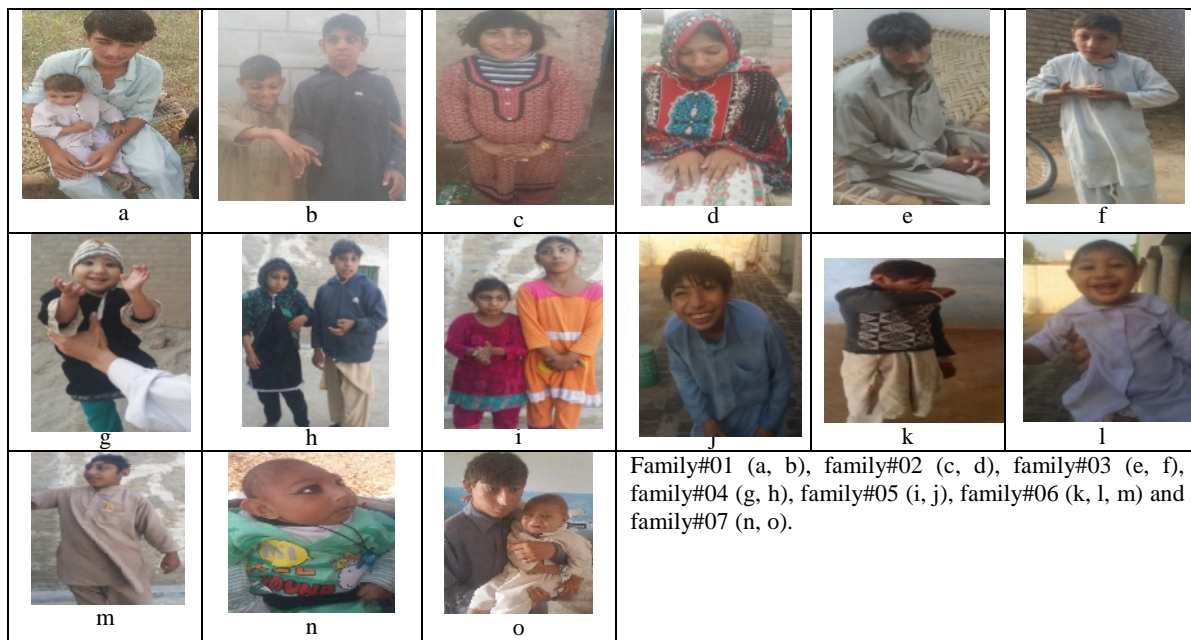 a b c d e f
g h i j k l
Family#01 (a, b), family#02 (c, d), family#03 (e, f),
family#04 (g, h), family#05 (i, j), family#06 (k, l, m) and
family#07 (n, o).
m n o